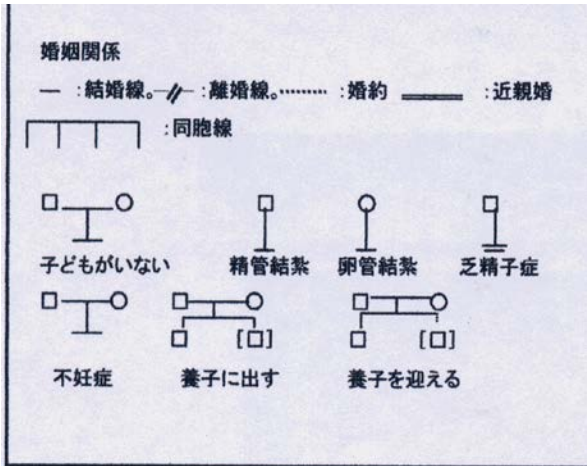 婚姻関係
― :結婚線。 :離婚線。 :婚約 :近親婚
:同胞線
子どもがいない 精管結紮 卵管結紮 乏精子症
[ ]
[ ]
不妊症 養子に出す 養子を迎える